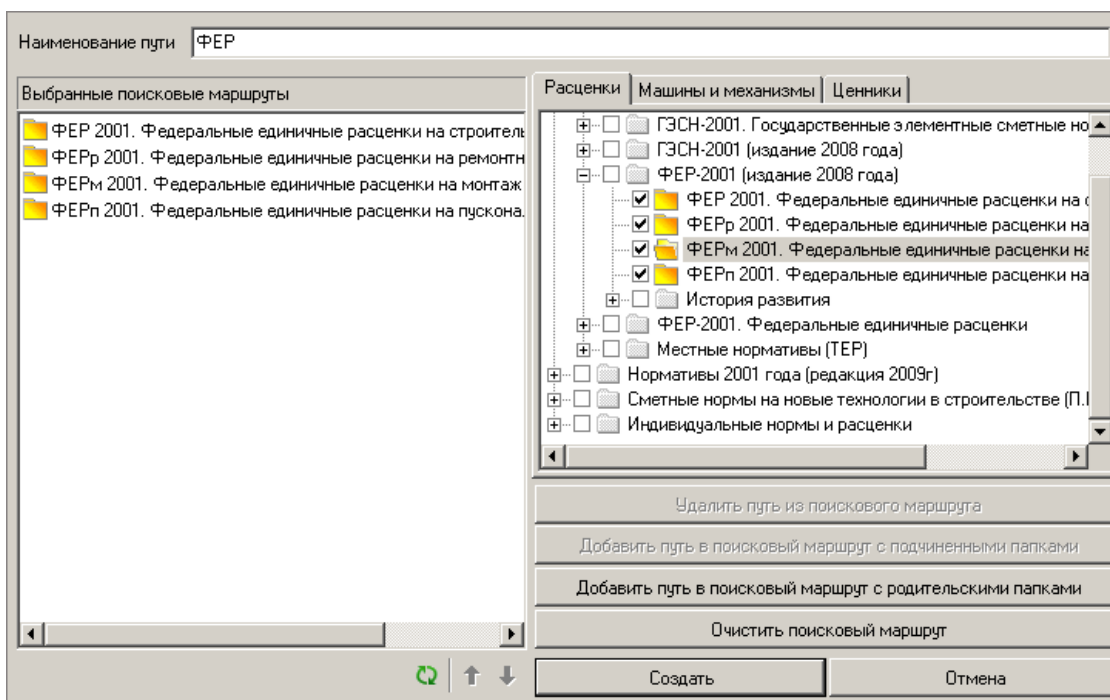 Наименование пути ФЕР
Выбранные поисковые маршруты
ФЕР 2001. Федеральные единичные расценки на строитель
ФЕРр 2001. Федеральные единичные расценки на ремонтн
ФЕРм 2001. Федеральные единичные расценки на монтаж
ФЕРп 2001. Федеральные единичные расценки на пускона.
Расценки Машины и механизмы Ценники
ГЭСН-2001. Государственные элементные сметные но
ГЭСН-2001 (издание 2008 года)
ФЕР-2001 (издание 2008 года)
ФЕР 2001. Федеральные единичные расценки на с
ФЕРр 2001. Федеральные единичные расценки на
ФЕРм 2001. Федеральные единичные расценки на
ФЕРп 2001. Федеральные единичные расценки на
История развития
ФЕР-2001. Федеральные единичные расценки
Местные нормативы (ТЕР)
Нормативы 2001 года (редакция 2009г)
Сметные нормы на новые технологии в строительстве (П.
Индивидуальные нормы и расценки
Удалить путь из поискового маршрута
Добавить путь в поисковый маршрут с подчиненными папками
Добавить путь в поисковый маршрут с родительскими папками
Очистить поисковый маршрут
Создать Отмена